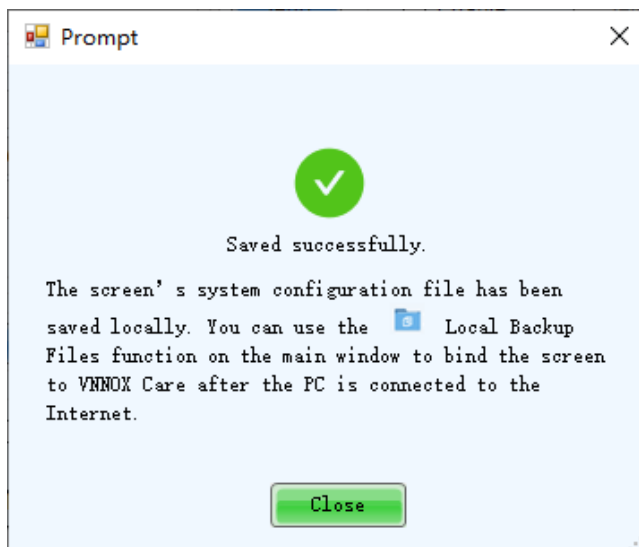 Prompt
Saved successfully.
The screen's system configuration file has been
saved locally. You can use the Local Backup
Files function on the main window to bind the screen
to VNNOX Care after the PC is connected to the
Internet.
Close